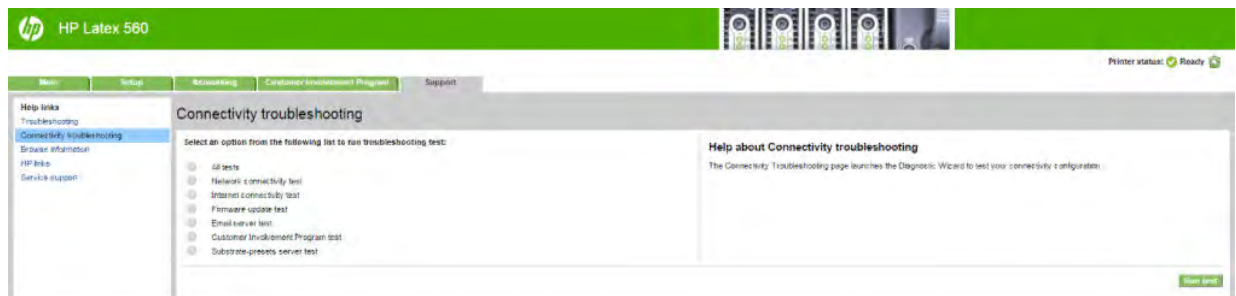 hp HP Latex 560
Printer status: Ready
Main Setup Networking Customer Involvement Program Support
Help links
Troubleshooting
Connectivity troubleshooting
Browse information
HP links
Service support
Connectivity troubleshooting
Select an option from the following list to run troubleshooting test:
All tests
Network connectivity test
Internet connectivity test
Firmware update test
Email server test
Customer Involvement Program test
Substrate-presets server test
Help about Connectivity troubleshooting
The Connectivity Troubleshooting page launches the Diagnostic Wizard to test your connectivity configuration.
Run test